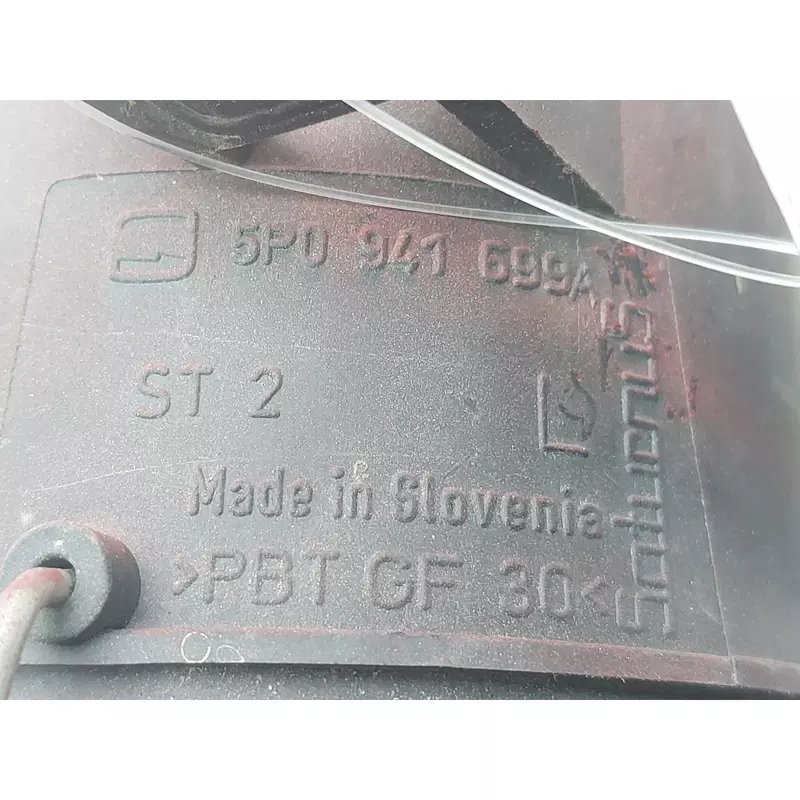 5P0 941 699A
ST 2
Made in Slovenia
>PBT GF 30<
saturnus